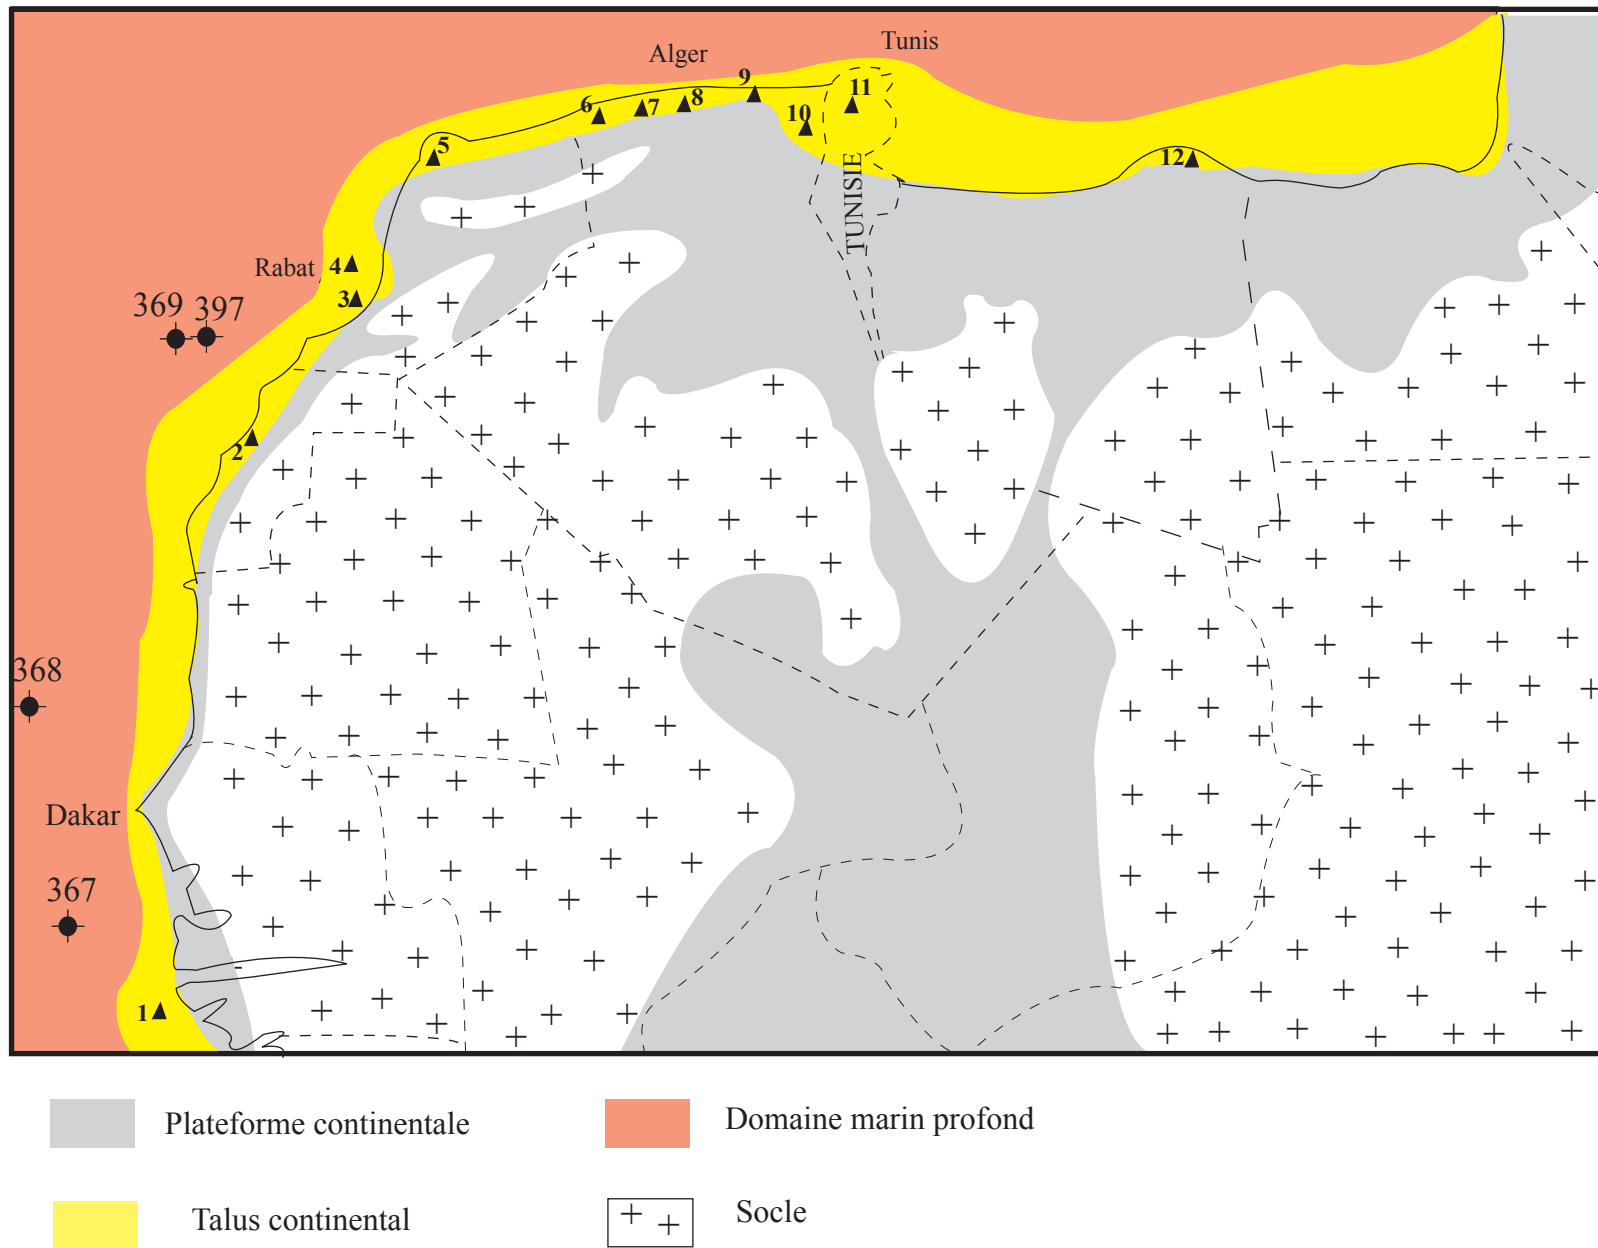 Tunis
Alger
9
11
6
7
8
10
5
12
TUNISIE
Rabat
4
3
369
397
2
368
Dakar
367
1
Plateforme continentale
Domaine marin profond
Talus continental
Socle